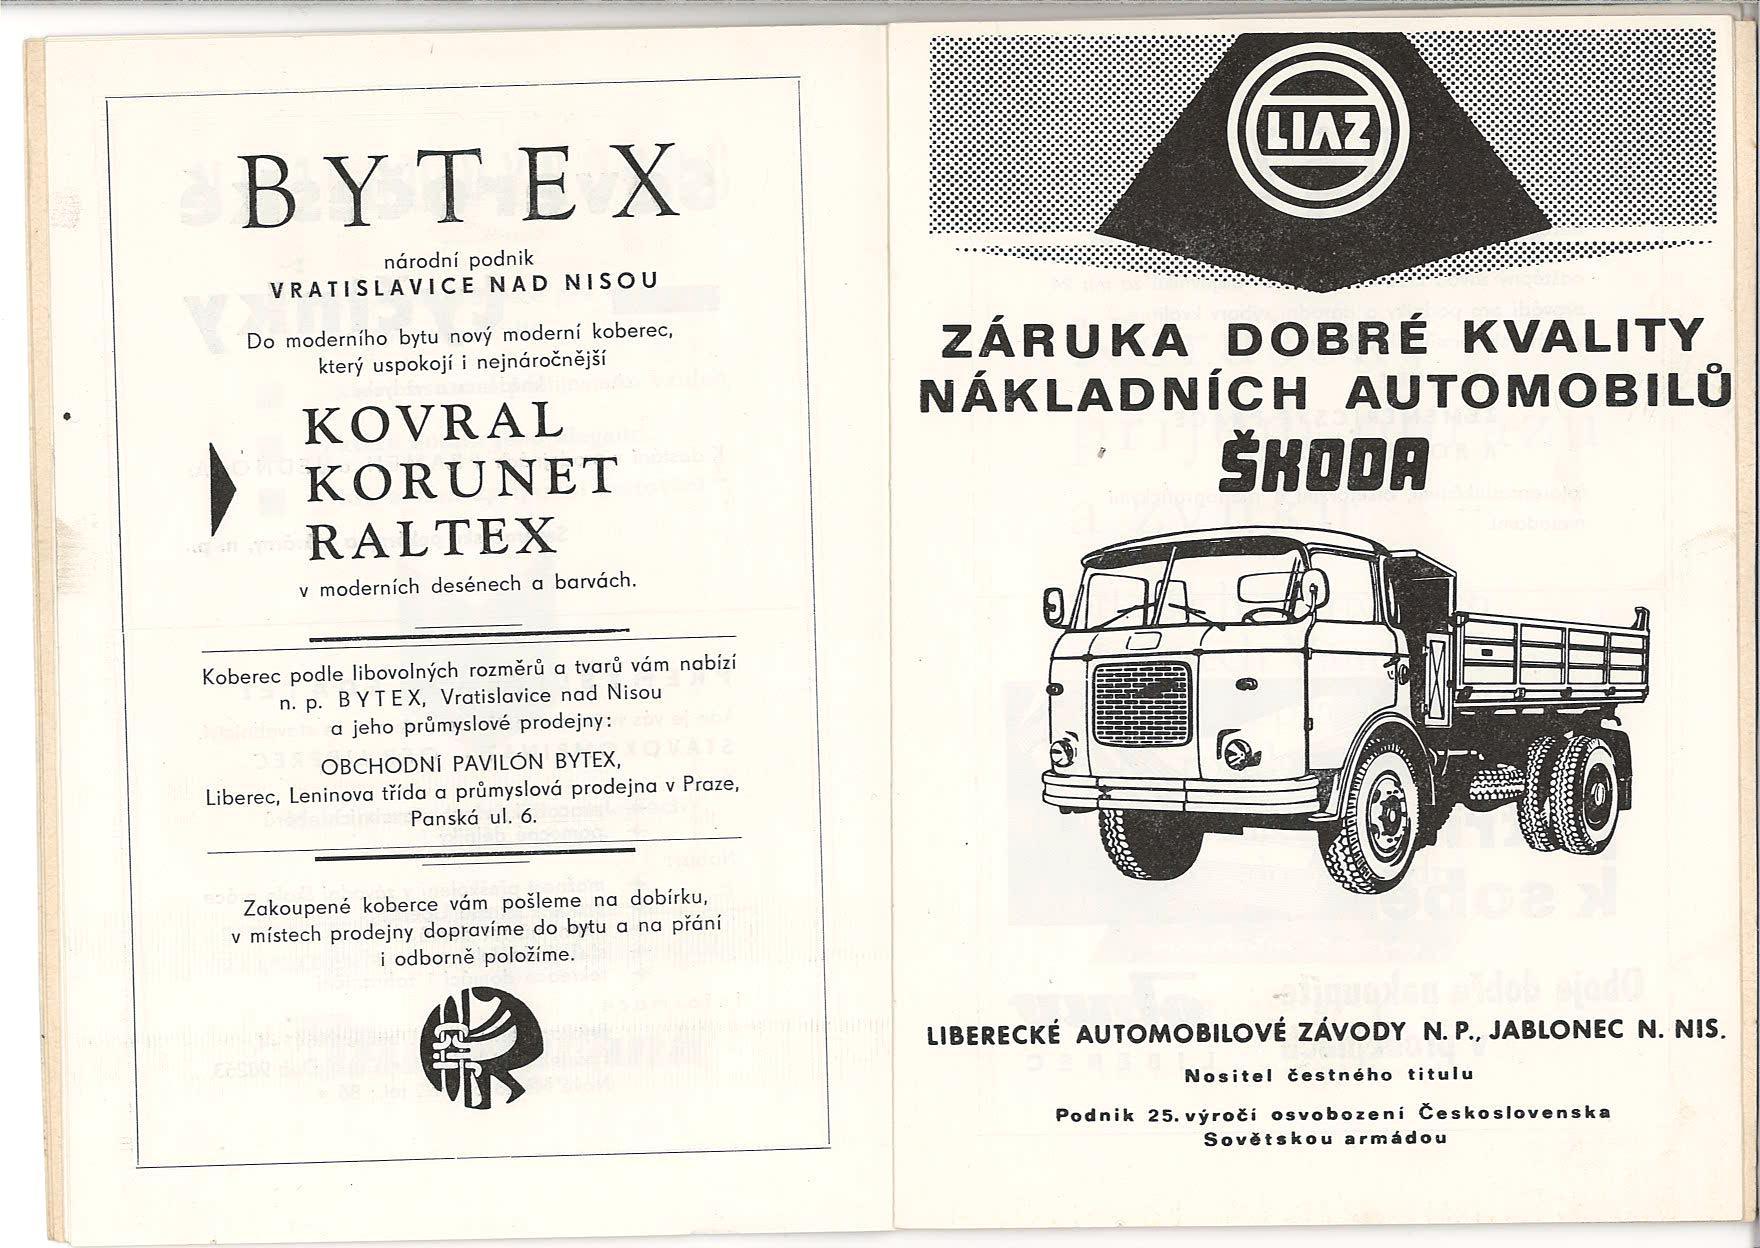 BYTEX
národní podnik
VRATISLAVICE NAD NISOU
Do moderního bytu nový moderní koberec,
který uspokojí i nejnáročnější
KOVRAL
KORUNET
RALTEX
v moderních desénech a barvách.
Koberec podle libovolných rozměrů a tvarů vám nabízí
n. p. BYTEX, Vratislavice nad Nisou
a jeho průmyslové prodejny:
OBCHODNÍ PAVILÓN BYTEX,
Liberec, Leninova třída a průmyslová prodejna v Praze,
Panská ul. 6.
Zakoupené koberce vám pošleme na dobírku,
v místech prodejny dopravíme do bytu a na přání
i odborně položíme.
LIAZ
ZÁRUKA DOBRÉ KVALITY
NÁKLADNÍCH AUTOMOBILŮ
ŠKODA
LIBERECKÉ AUTOMOBILOVÉ ZÁVODY N. P., JABLONEC N. NIS.
Nositel čestného titulu
Podnik 25. výročí osvobození Československa
Sovětskou armádou